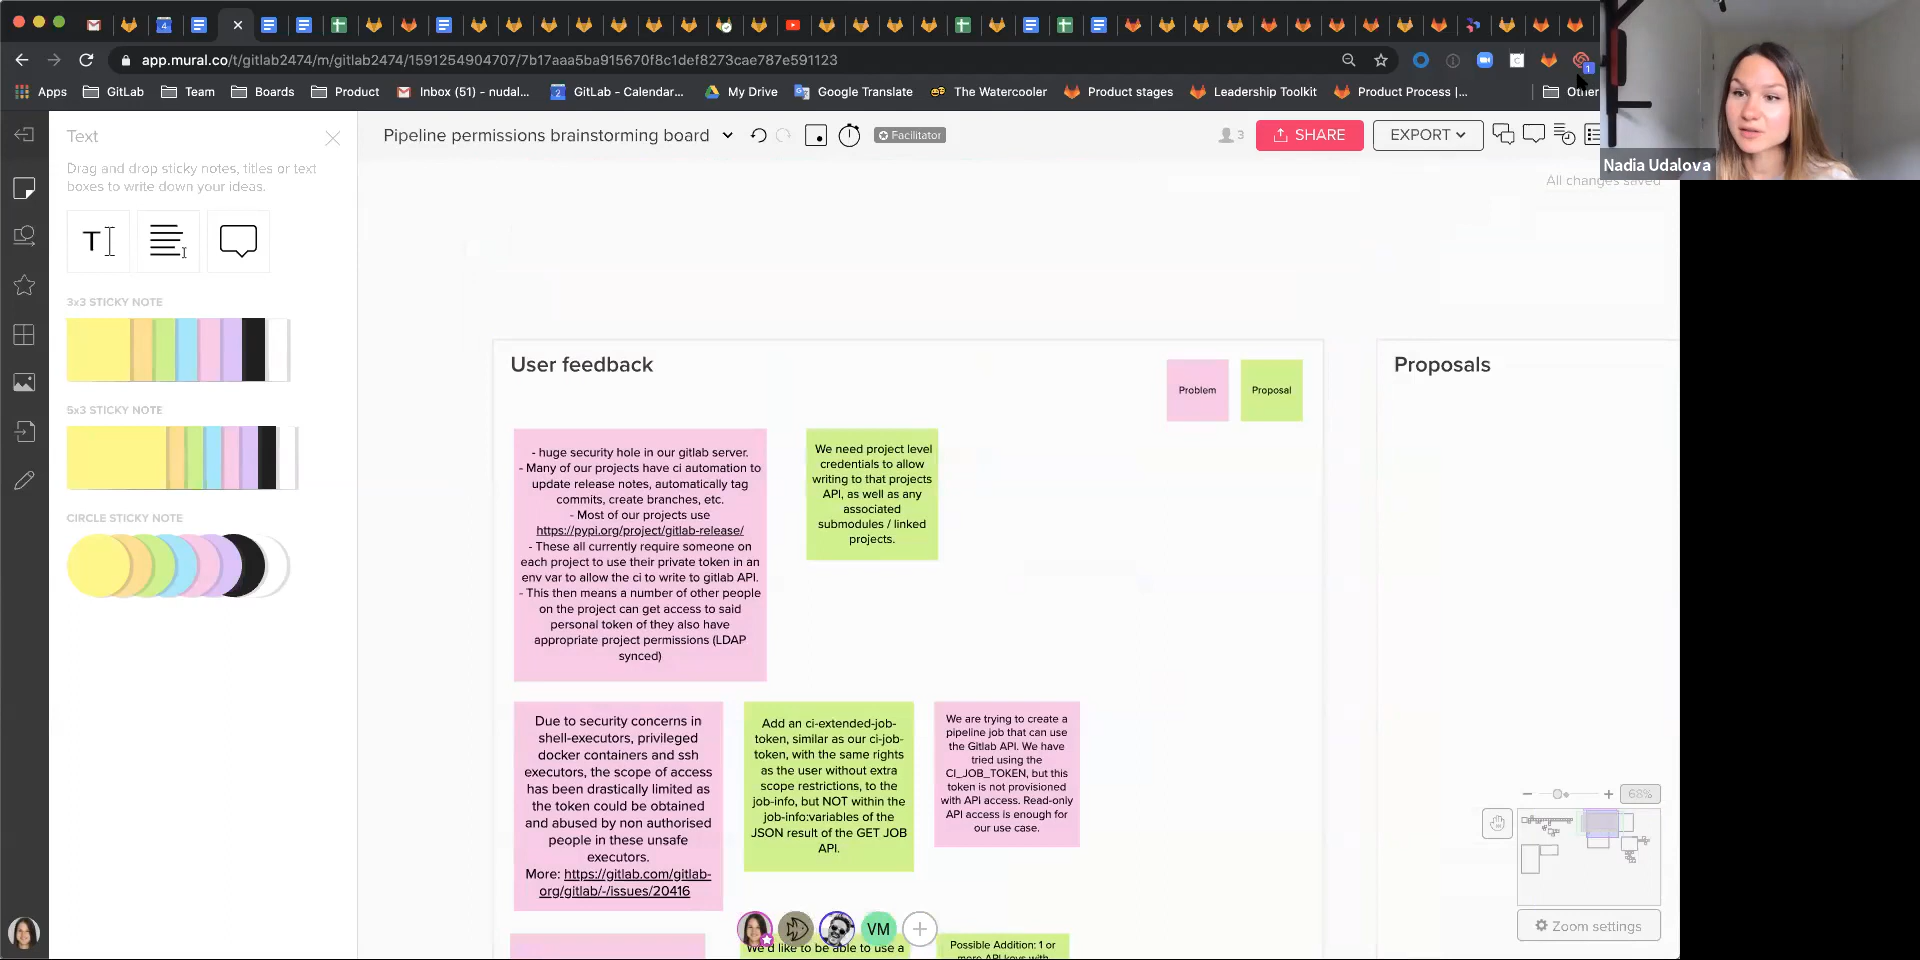 app.mural.co/t/gitlab2474/m/gitlab2474/1591254904707/7b17aaa5ba915670f8c1def8273cae787e591123
Apps GitLab Team Boards Product Inbox (51) - nudal... GitLab - Calendar... My Drive Google Translate The Watercooler Product stages Leadership Toolkit Product Process |... Other
Nadia Udalova
Text
Drag and drop sticky notes, titles or text
boxes to write down your ideas.
T
3x3 STICKY NOTE
5x3 STICKY NOTE
CIRCLE STICKY NOTE
Pipeline permissions brainstorming board
Facilitator
3
SHARE
EXPORT
All changes saved
User feedback
Problem
Proposal
Proposals
- huge security hole in our gitlab server.
- Many of our projects have ci automation to
update release notes, automatically tag
commits, create branches, etc.
- Most of our projects use
https://pypi.org/project/gitlab-release/
- These all currently require someone on
each project to use their private token in an
env var to allow the ci to write to gitlab API.
- This then means a number of other people
on the project can get access to said
personal token of they also have
appropriate project permissions (LDAP
synced)
We need project level
credentials to allow
writing to that projects
API, as well as any
associated
submodules / linked
projects.
Due to security concerns in
shell-executors, privileged
docker containers and ssh
executors, the scope of access
has been drastically limited as
the token could be obtained
and abused by non authorised
people in these unsafe
executors.
More: https://gitlab.com/gitlab-
org/gitlab/-/issues/20416
Add an ci-extended-job-
token, similar as our ci-job-
token, with the same rights
as the user without extra
scope restrictions, to the
job-info, but NOT within the
job-info:variables of the
JSON result of the GET JOB
API.
We are trying to create a
pipeline job that can use
the Gitlab API. We have
tried using the
CI_JOB_TOKEN, but this
token is not provisioned
with API access. Read-only
API access is enough for
our use case.
VM
We'd like to be able to use a
Possible Addition: 1 or
more API keys with
68%
Zoom settings